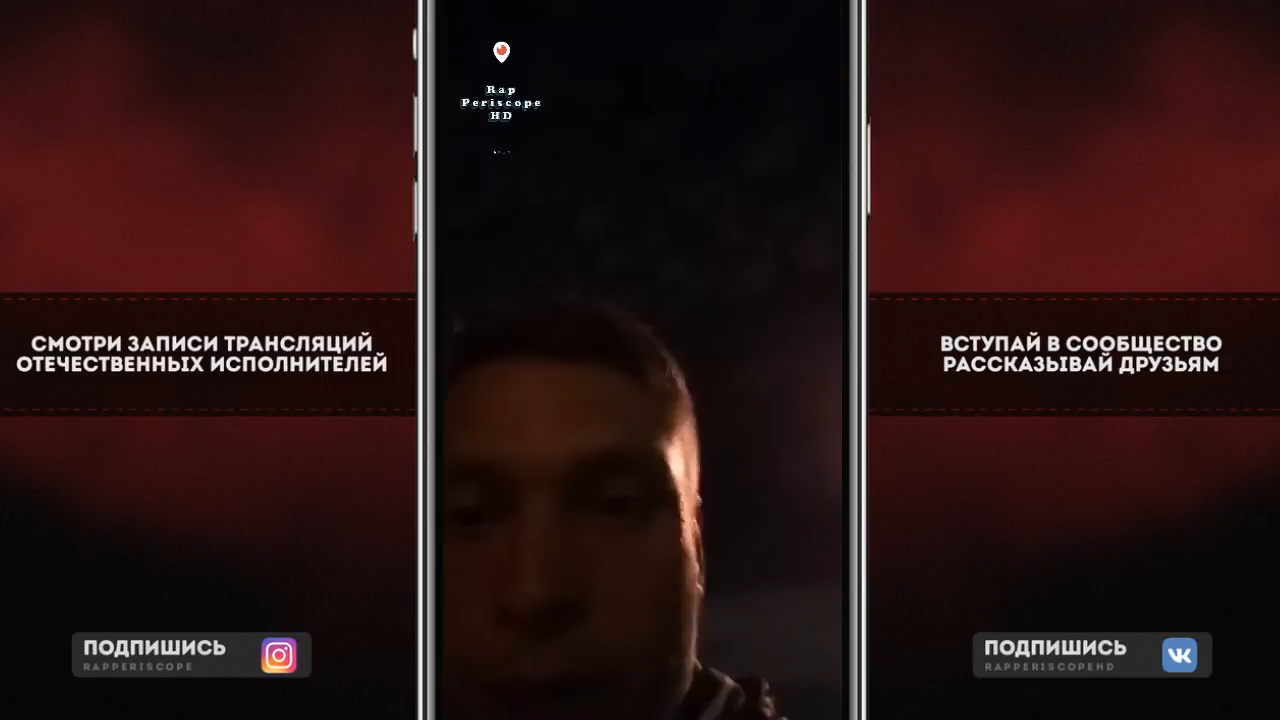 Rap
Periscope
HD
СМОТРИ ЗАПИСИ ТРАНСЛЯЦИЙ
ОТЕЧЕСТВЕННЫХ ИСПОЛНИТЕЛЕЙ
ВСТУПАЙ В СООБЩЕСТВО
РАССКАЗЫВАЙ ДРУЗЬЯМ
ПОДПИШИСЬ
RAPPERISCOPE
ПОДПИШИСЬ
RAPPERISCOPEHD